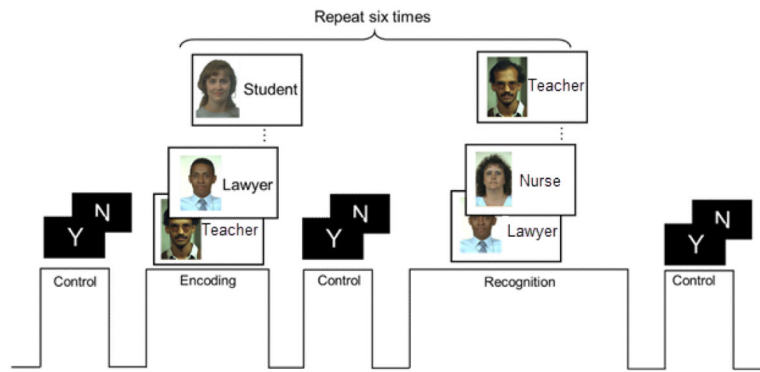 Repeat six times
Student
Teacher
Lawyer
Nurse
N
Y
Teacher
N
Y
Lawyer
N
Y
Control
Encoding
Control
Recognition
Control